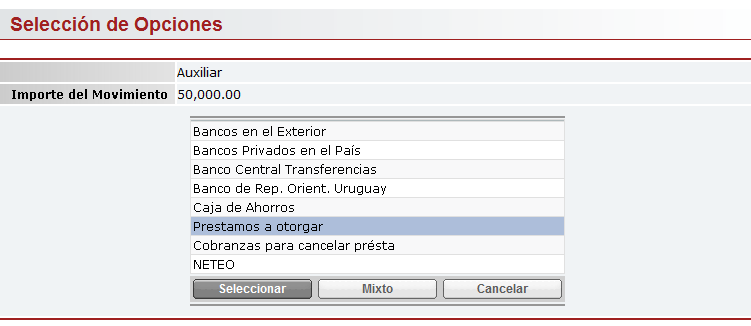 Selección de Opciones
Auxiliar
Importe del Movimiento 50,000.00
Bancos en el Exterior
Bancos Privados en el País
Banco Central Transferencias
Banco de Rep. Orient. Uruguay
Caja de Ahorros
Prestamos a otorgar
Cobranzas para cancelar présta
NETEO
Seleccionar Mixto Cancelar